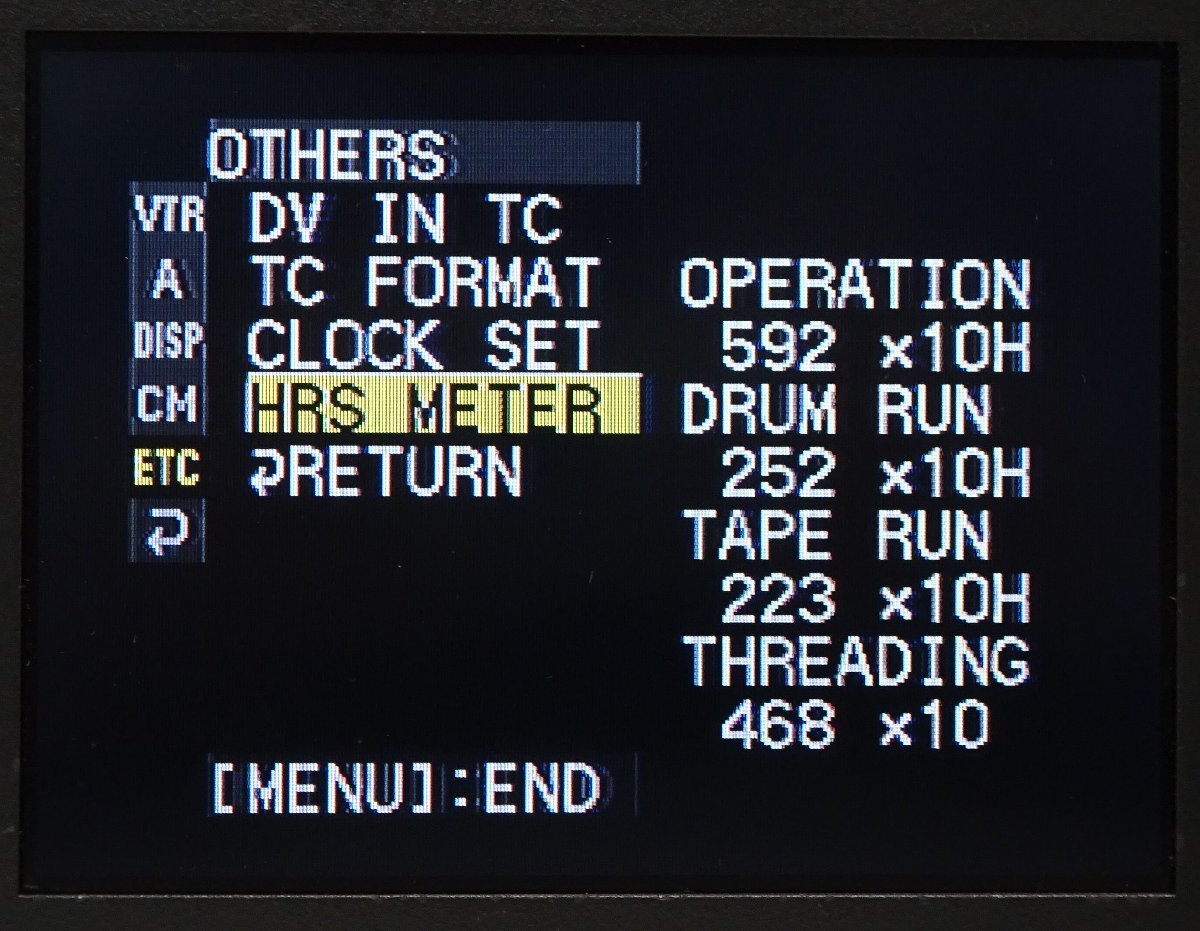 OTHERS
VTR DV IN TC
A TC FORMAT OPERATION
DISP CLOCK SET 592 ×10H
CM HRS METER DRUM RUN
ETC ⮌RETURN 252 ×10H
⮌ TAPE RUN
223 ×10H
THREADING
468 ×10
[MENU]:END